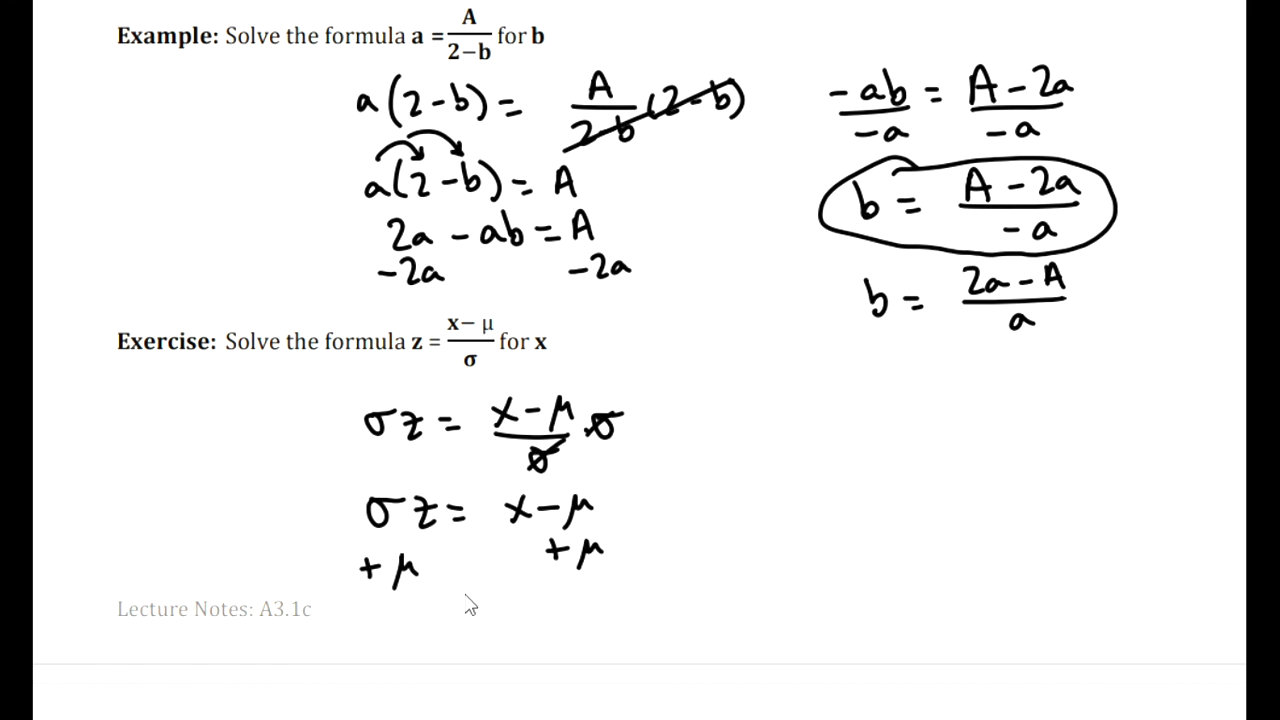 Example: Solve the formula a = A/(2−b) for b
a(2-b) = A/(2-b) (2-b)
a(2-b) = A
2a - ab = A
-2a -2a
-ab/-a = (A-2a)/-a
b = (A-2a)/-a
b = (2a-A)/a
Exercise: Solve the formula z = (x− μ)/σ for x
σz = (x-μ)/σ σ
σz = x-μ
+μ +μ
Lecture Notes: A3.1c